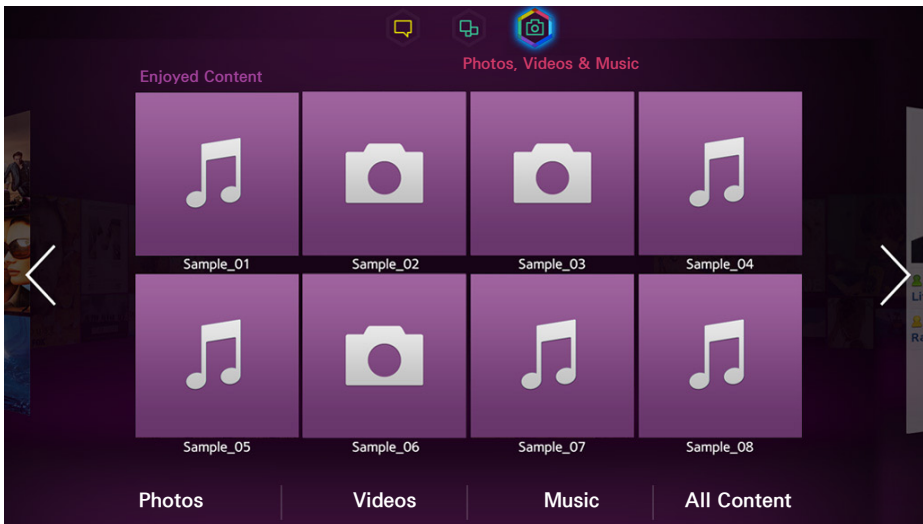 Photos, Videos & Music
Enjoyed Content
Sample_01
Sample_02
Sample_03
Sample_04
Sample_05
Sample_06
Sample_07
Sample_08
Photos
Videos
Music
All Content